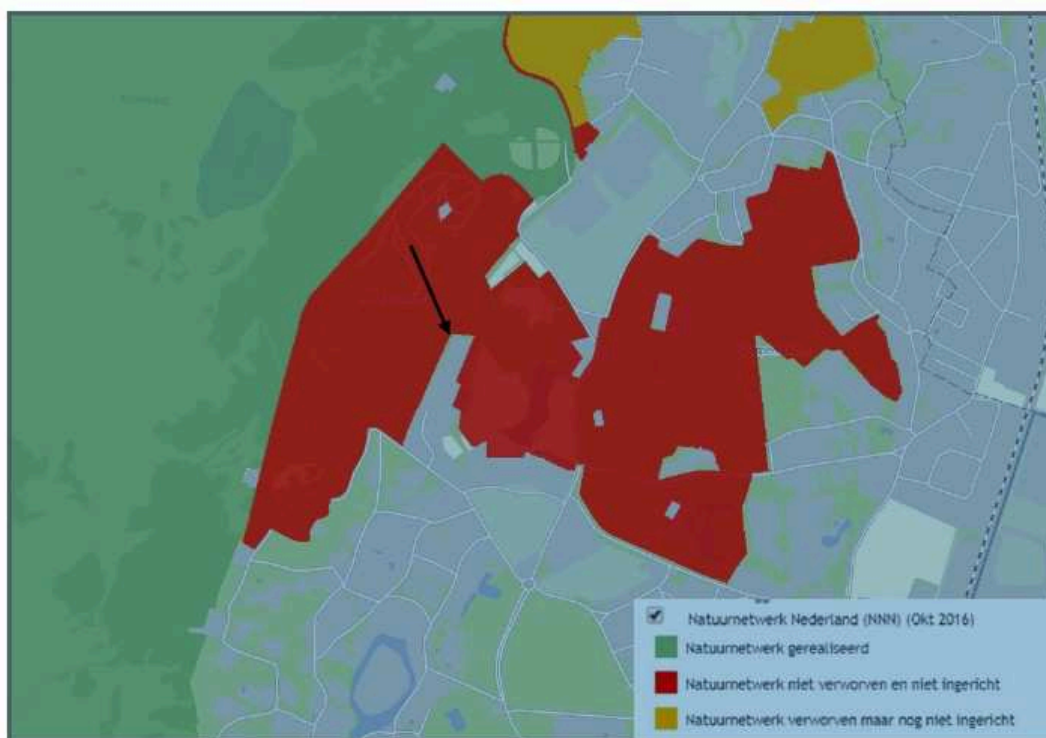 Natuurnetwerk Nederland (NNN) (Okt 2016)
Natuurnetwerk gerealiseerd
Natuurnetwerk niet verworven en niet ingericht
Natuurnetwerk verworven maar nog niet ingericht